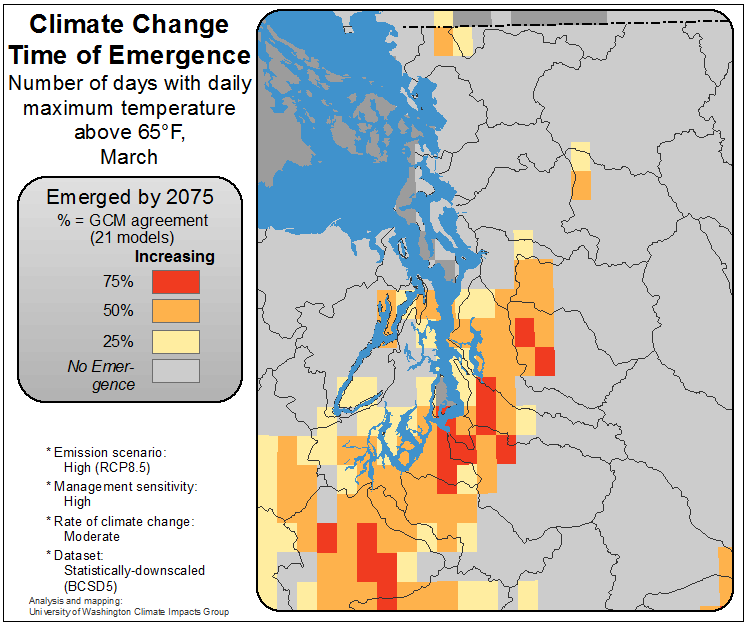 Climate Change
Time of Emergence
Number of days with daily
maximum temperature
above 65°F,
March
Emerged by 2075
% = GCM agreement
(21 models)
Increasing
75%
50%
25%
No Emer-
gence
* Emission scenario:
High (RCP8.5)
* Management sensitivity:
High
* Rate of climate change:
Moderate
* Dataset:
Statistically-downscaled
(BCSD5)
Analysis and mapping:
University of Washington Climate Impacts Group